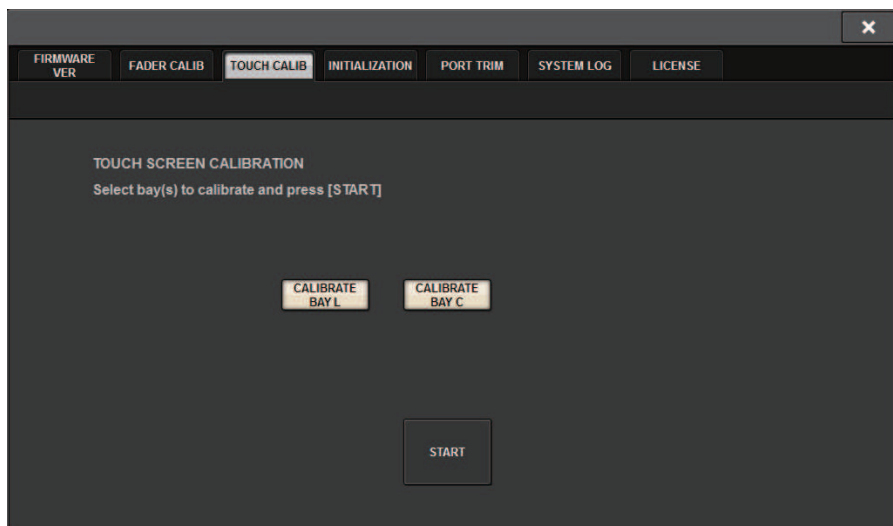 FIRMWARE
VER
FADER CALIB
TOUCH CALIB
INITIALIZATION
PORT TRIM
SYSTEM LOG
LICENSE
TOUCH SCREEN CALIBRATION
Select bay(s) to calibrate and press [START]
CALIBRATE
BAY L
CALIBRATE
BAY C
START